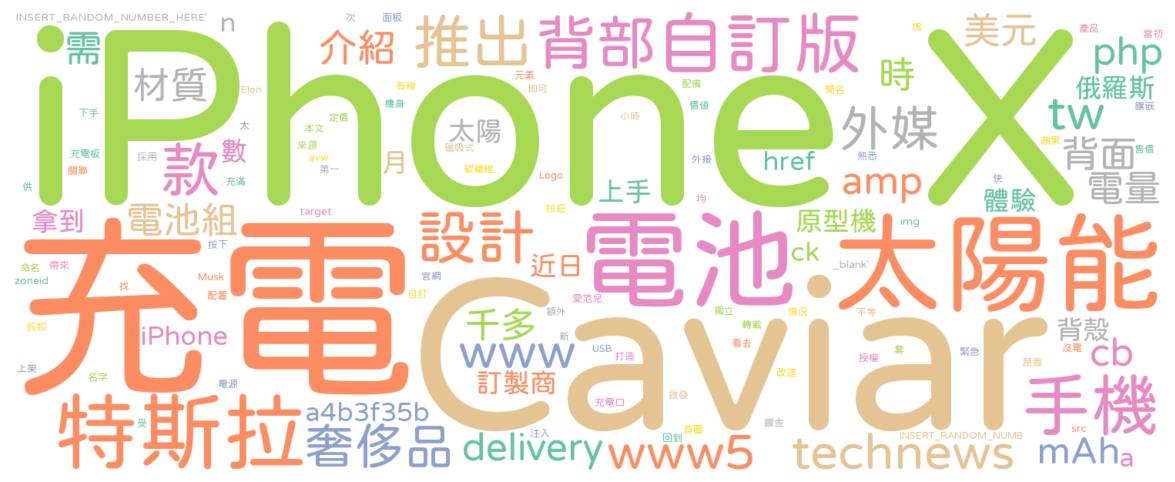 INSERT_RANDOM_NUMBER_HERE'
n
次
面板
需
介紹
推出
背部
自訂版
美元
塊
產品
當初
iPhone
X
php
材質
Elon
有線
元素
即可
配備
時
聞名
俄羅斯
下手
機身
定價
價頓
鑲嵌
太
本文
小時
tw
太陽
外媒
充電板
採用
來源
磁吸式
熟悉
蘋果
售價
背面
關聯
款
數
avw
月
第一
碳纖維
Logo
外接
href
amp
快
電量
供
充滿
上手
均
體驗
拿到
電池組
target
按鈕
設計
電池
原型機
img
太陽能
充電
按下
近日
ck
_blank'
命名
帶來
zoneid
找
Musk
官網
配置
自訂
愛范兒
Caviar
拆卸
iPhone
千多
額外
獨立
轉載
情況
不等
背殼
新
www
USB
打造
看去
沒電
cb
緊急
套
授權
上架
名字
電源
訂製商
改造
昂貴
手機
特斯拉
受
a4b3f35b
充電口
啟發
鍍金
奢侈品
注入
回到
百圖
delivery
www5
technews
INSERT_RANDOM_NUMB
src
mAh
a